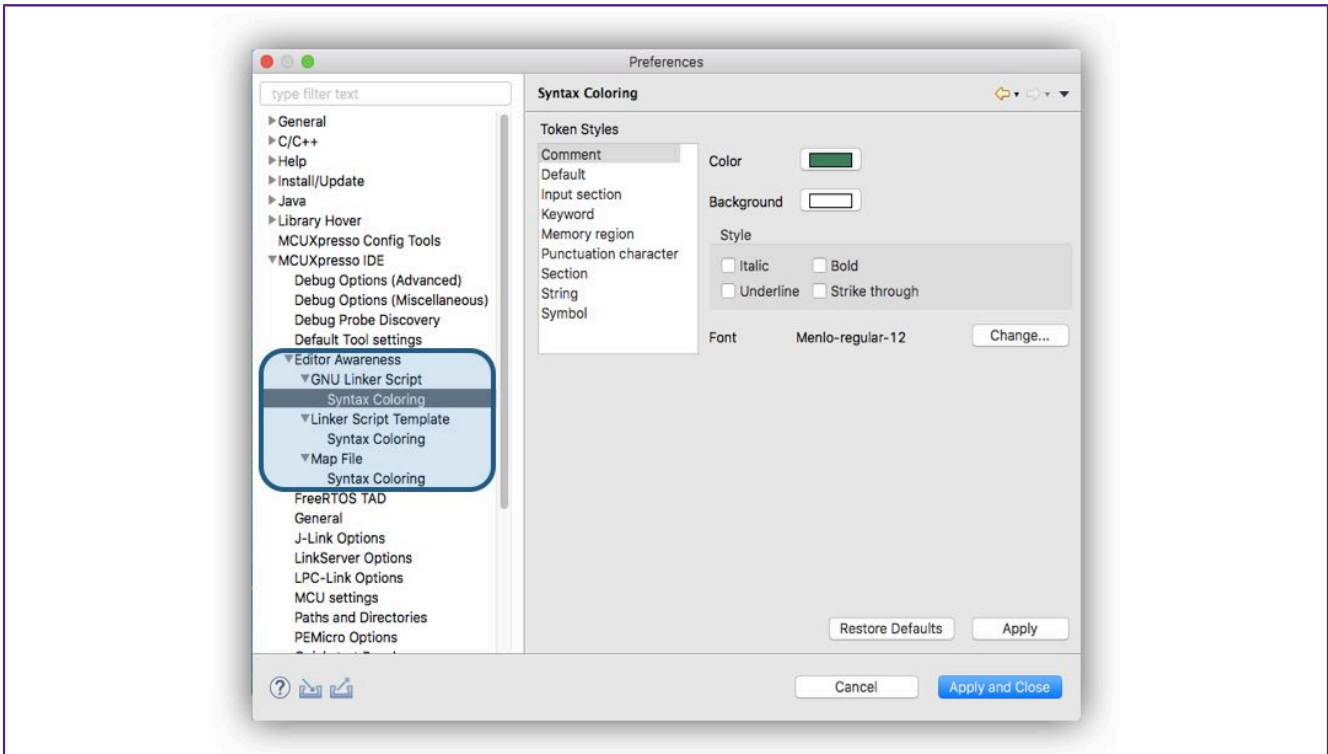 Preferences
type filter text
General
C/C++
Help
Install/Update
Java
Library Hover
MCUXpresso Config Tools
MCUXpresso IDE
Debug Options (Advanced)
Debug Options (Miscellaneous)
Debug Probe Discovery
Default Tool settings
Editor Awareness
GNU Linker Script
Syntax Coloring
Linker Script Template
Syntax Coloring
Map File
Syntax Coloring
FreeRTOS TAD
General
J-Link Options
LinkServer Options
LPC-Link Options
MCU settings
Paths and Directories
PEMicro Options
Syntax Coloring
Token Styles
Comment
Default
Input section
Keyword
Memory region
Punctuation character
Section
String
Symbol
Color
Background
Style
Italic Bold
Underline Strike through
Font Menlo-regular-12 Change...
Restore Defaults Apply
? Cancel Apply and Close